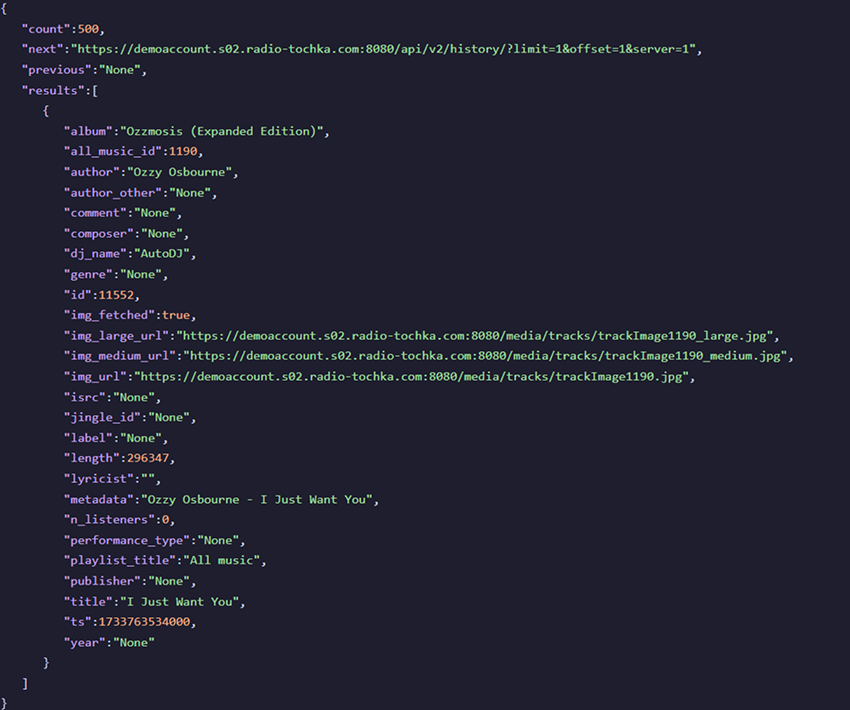 {
"count":500,
"next":"https://demoaccount.s02.radio-tochka.com:8080/api/v2/history/?limit=1&offset=1&server=1",
"previous":"None",
"results":[
{
"album":"Ozzmosis (Expanded Edition)",
"all_music_id":1190,
"author":"Ozzy Osbourne",
"author_other":"None",
"comment":"None",
"composer":"None",
"dj_name":"AutoDJ",
"genre":"None",
"id":11552,
"img_fetched":true,
"img_large_url":"https://demoaccount.s02.radio-tochka.com:8080/media/tracks/trackImage1190_large.jpg",
"img_medium_url":"https://demoaccount.s02.radio-tochka.com:8080/media/tracks/trackImage1190_medium.jpg",
"img_url":"https://demoaccount.s02.radio-tochka.com:8080/media/tracks/trackImage1190.jpg",
"isrc":"None",
"jingle_id":"None",
"label":"None",
"length":296347,
"lyricist":"",
"metadata":"Ozzy Osbourne - I Just Want You",
"n_listeners":0,
"performance_type":"None",
"playlist_title":"All music",
"publisher":"None",
"title":"I Just Want You",
"ts":1733763534000,
"year":"None"
}
]
}